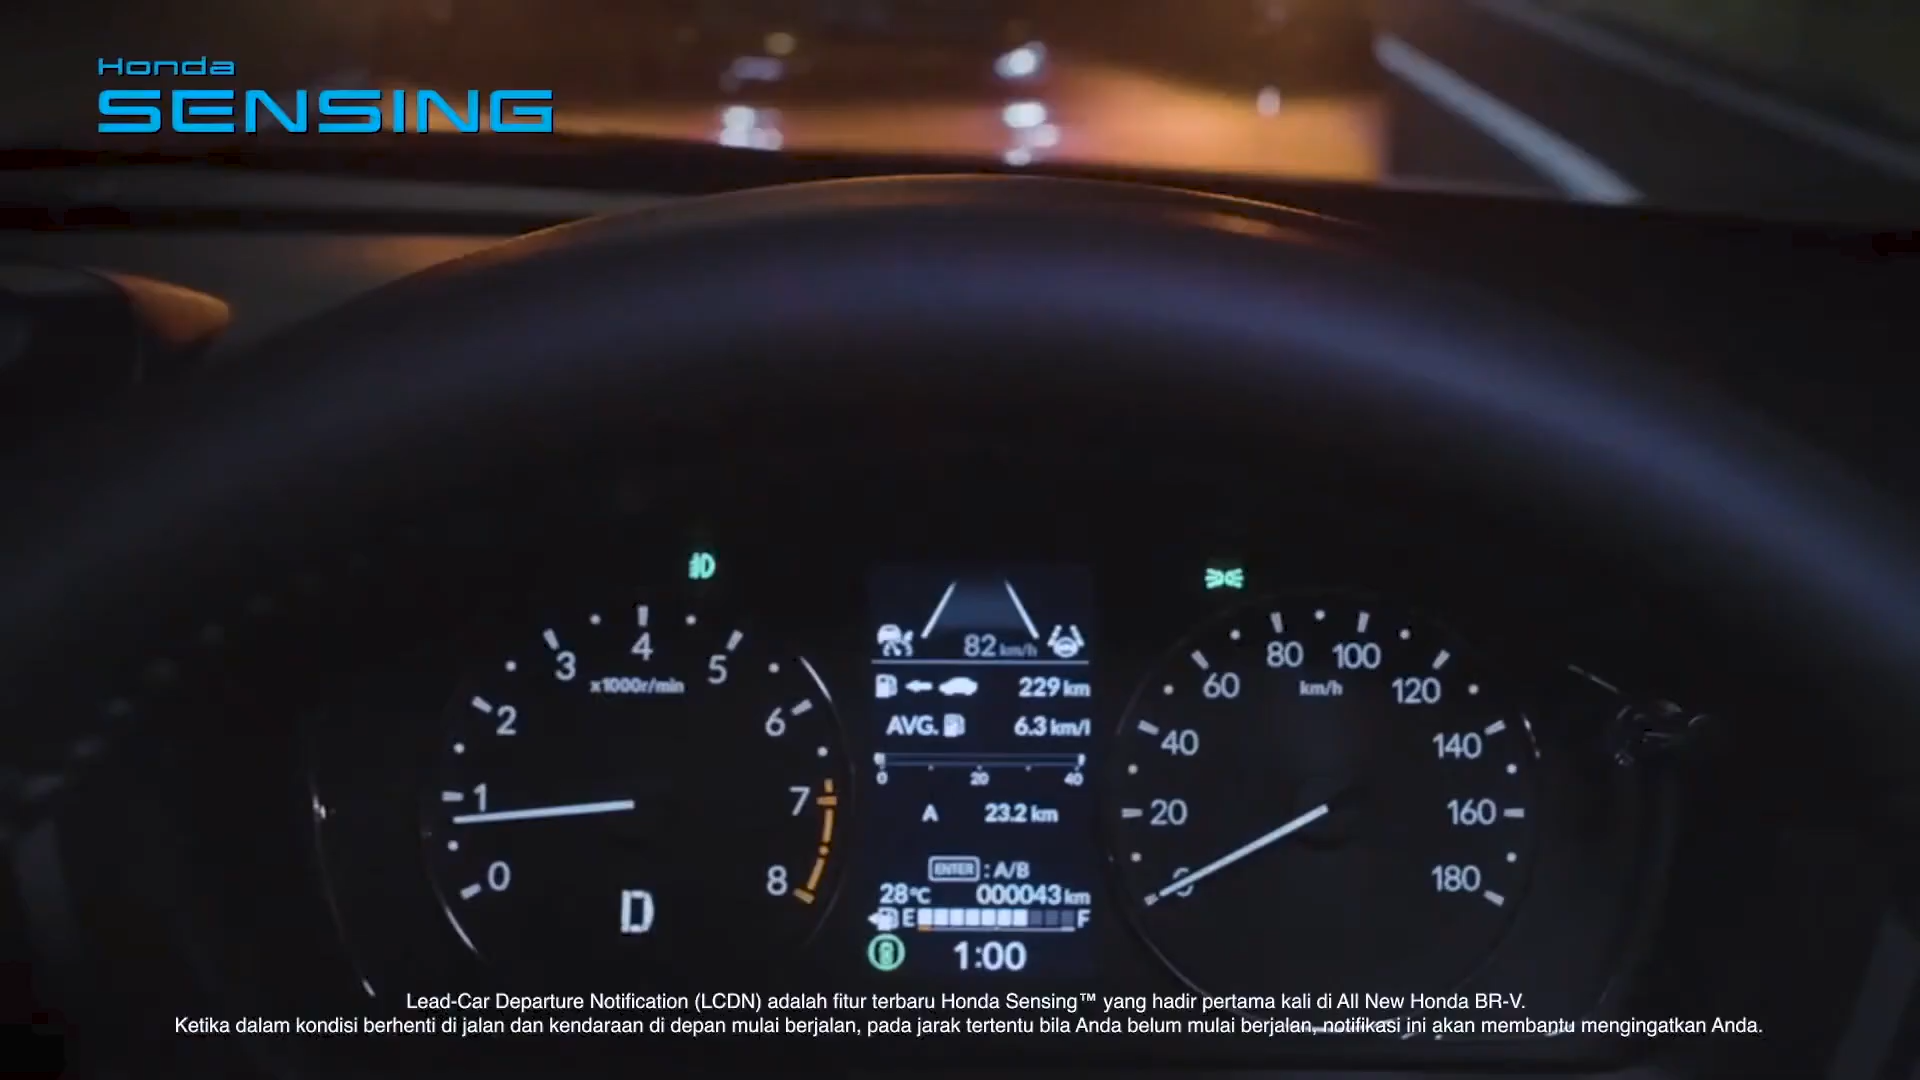 Honda
SENSING
4
3
5
x1000r/min
2
6
1
7
0
8
D
82 km/h
229 km
AVG. 6.3 km/l
0 20 40
A 23.2 km
ENTER : A/B
28°C 000043 km
E F
1:00
80 100
60 km/h 120
40 140
20 160
0 180
Lead-Car Departure Notification (LCDN) adalah fitur terbaru Honda Sensing™ yang hadir pertama kali di All New Honda BR-V.
Ketika dalam kondisi berhenti di jalan dan kendaraan di depan mulai berjalan, pada jarak tertentu bila Anda belum mulai berjalan, notifikasi ini akan membantu mengingatkan Anda.